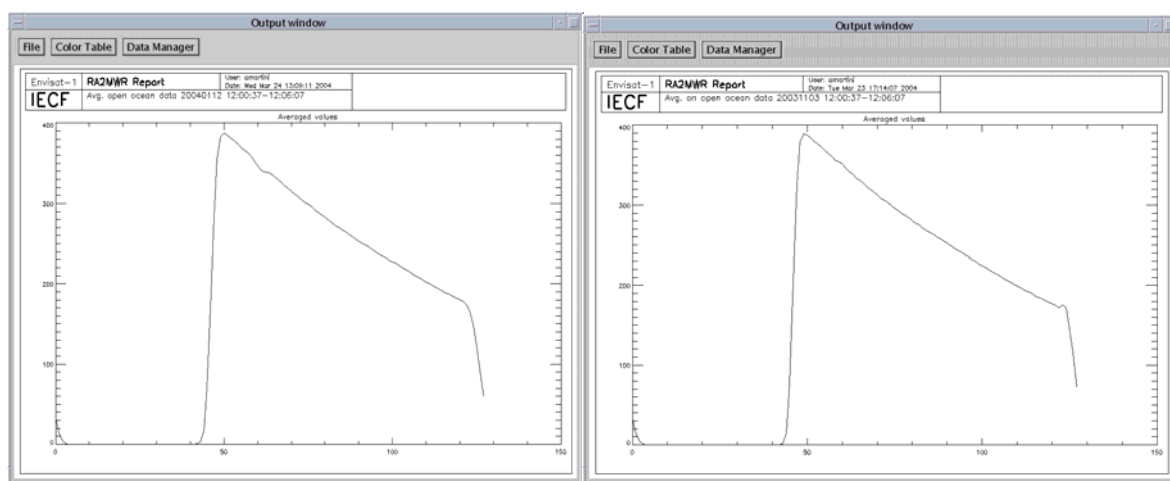 Output window
File Color Table Data Manager
Envisat-1 RA2MWR Report User: amartini
Date: Wed Mar 24 13:09:11 2004
IECF Avg. open ocean data 20040112 12:00:37-12:06:07
Averaged values
400
300
200
100
0
0 50 100 150
Output window
File Color Table Data Manager
Envisat-1 RA2MWR Report User: amartini
Date: Tue Mar 23 17:14:07 2004
IECF Avg. on open ocean data 20031103 12:00:37-12:06:07
Averaged values
400
300
200
100
0
0 50 100 150